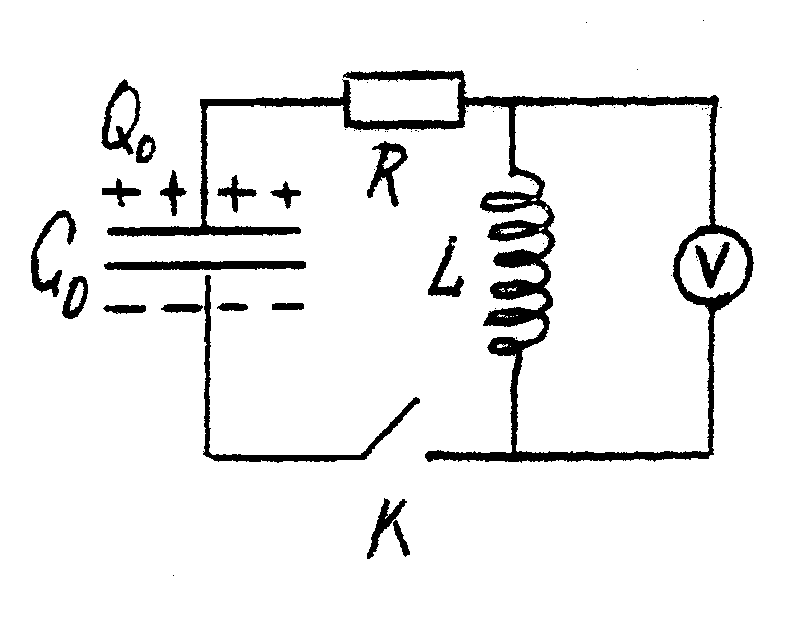 Q₀
+ + + +
R
C₀
L
V
- - - -
K